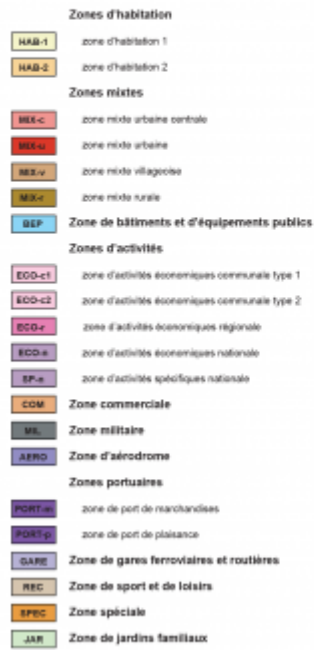 Zones d'habitation
HAB-1 zone d'habitation 1
HAB-2 zone d'habitation 2
Zones mixtes
MIX-c zone mixte urbaine centrale
MIX-u zone mixte urbaine
MIX-v zone mixte villageoise
MIX-r zone mixte rurale
BEP Zone de bâtiments et d'équipements publics
Zones d'activités
ECO-c1 zone d'activités économiques communale type 1
ECO-c2 zone d'activités économiques communale type 2
ECO-r zone d'activités économiques régionale
ECO-n zone d'activités économiques nationale
SP-n zone d'activités spécifiques nationale
COM Zone commerciale
MIL Zone militaire
AERO Zone d'aérodrome
Zones portuaires
PORT-m zone de port de marchandises
PORT-p zone de port de plaisance
GARE Zone de gares ferroviaires et routières
REC Zone de sport et de loisirs
SPEC Zone spéciale
JAR Zone de jardins familiaux